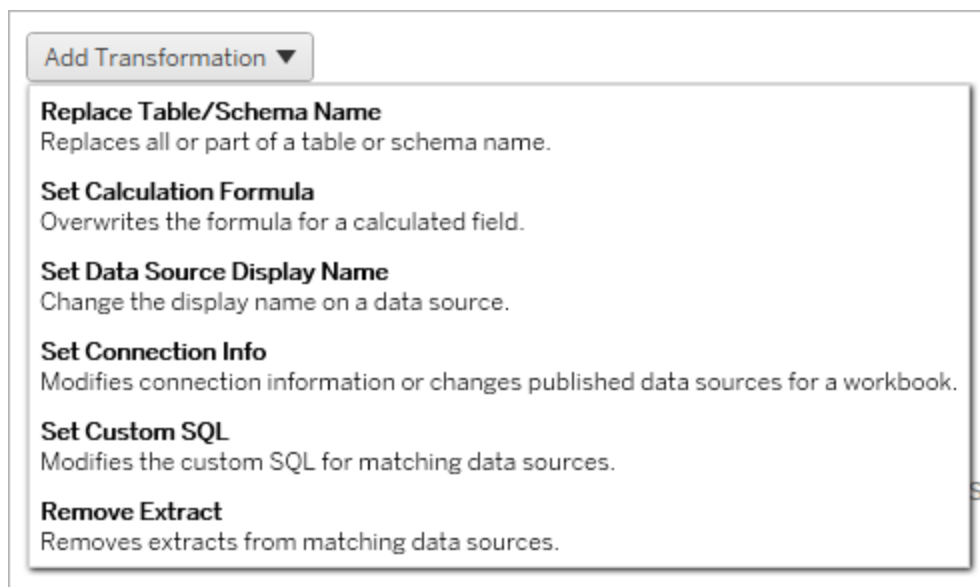 Add Transformation ▼
Replace Table/Schema Name
Replaces all or part of a table or schema name.
Set Calculation Formula
Overwrites the formula for a calculated field.
Set Data Source Display Name
Change the display name on a data source.
Set Connection Info
Modifies connection information or changes published data sources for a workbook.
Set Custom SQL
Modifies the custom SQL for matching data sources.
Remove Extract
Removes extracts from matching data sources.